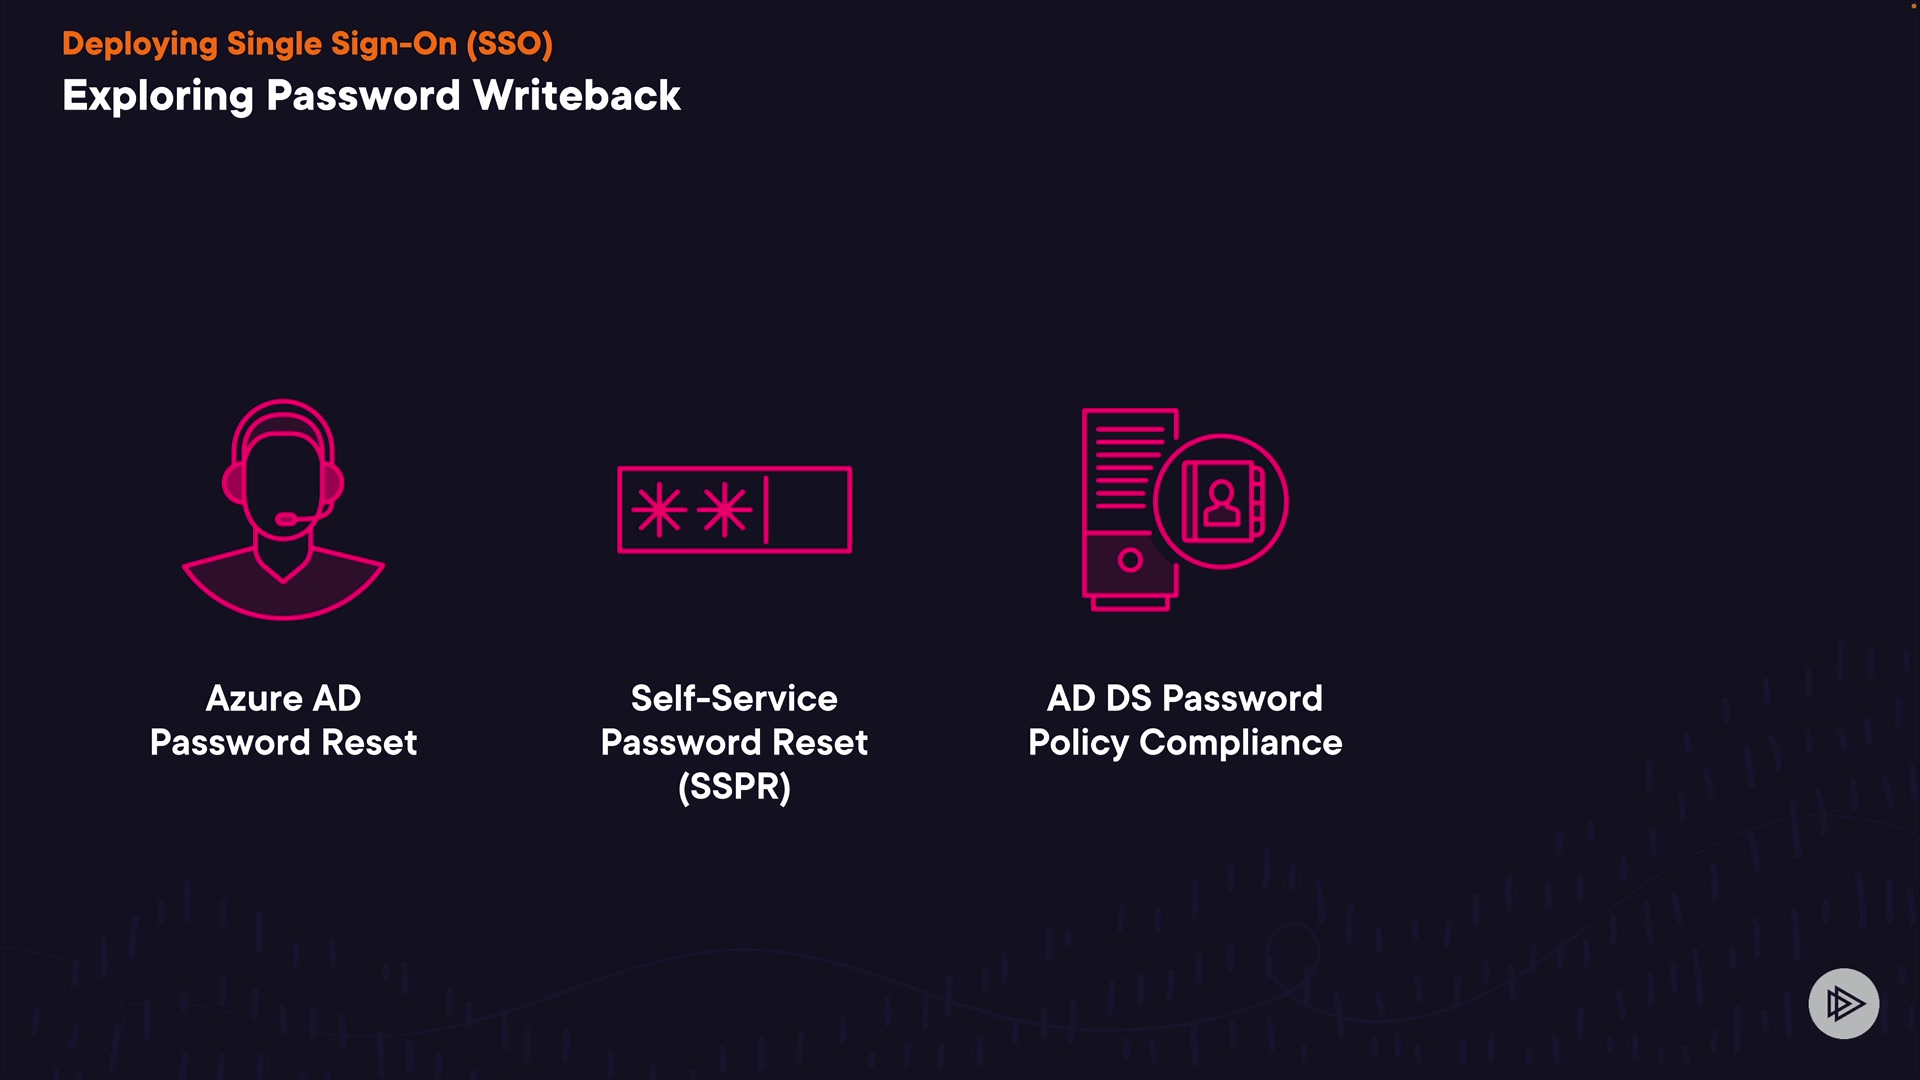 Deploying Single Sign-On (SSO)
Exploring Password Writeback
Azure AD
Password Reset
Self-Service
Password Reset
(SSPR)
AD DS Password
Policy Compliance